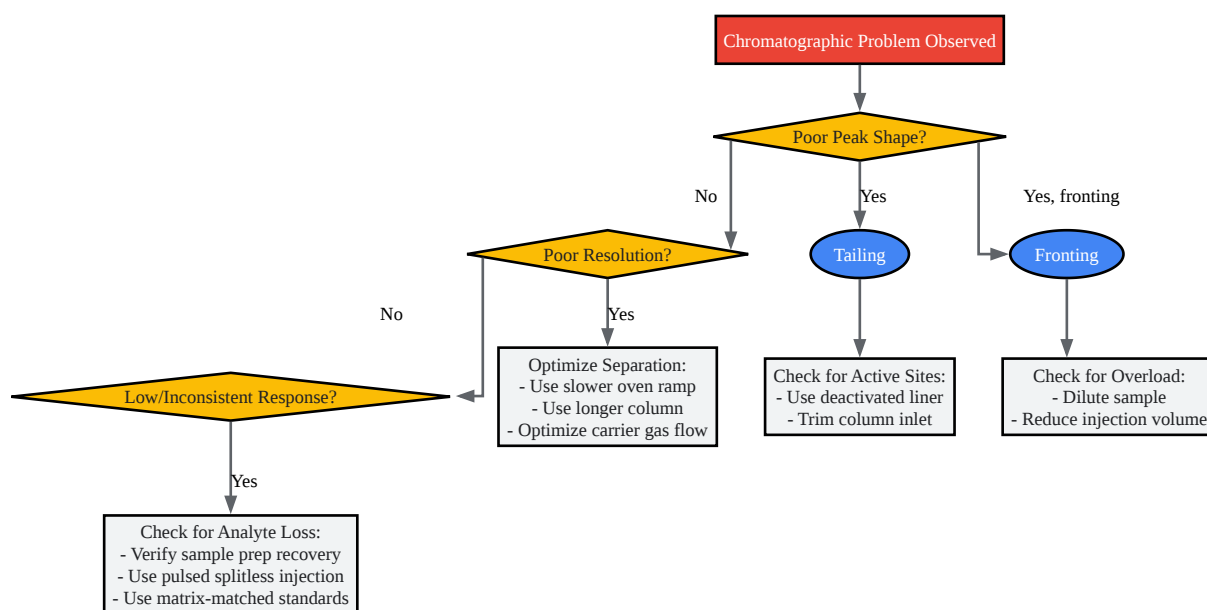 Chromatographic Problem Observed
Poor Peak Shape?
No
Yes
Yes, fronting
Poor Resolution?
Tailing
Fronting
No
Yes
Optimize Separation:
- Use slower oven ramp
- Use longer column
- Optimize carrier gas flow
Check for Active Sites:
- Use deactivated liner
- Trim column inlet
Check for Overload:
- Dilute sample
- Reduce injection volume
Low/Inconsistent Response?
Yes
Check for Analyte Loss:
- Verify sample prep recovery
- Use pulsed splitless injection
- Use matrix-matched standards